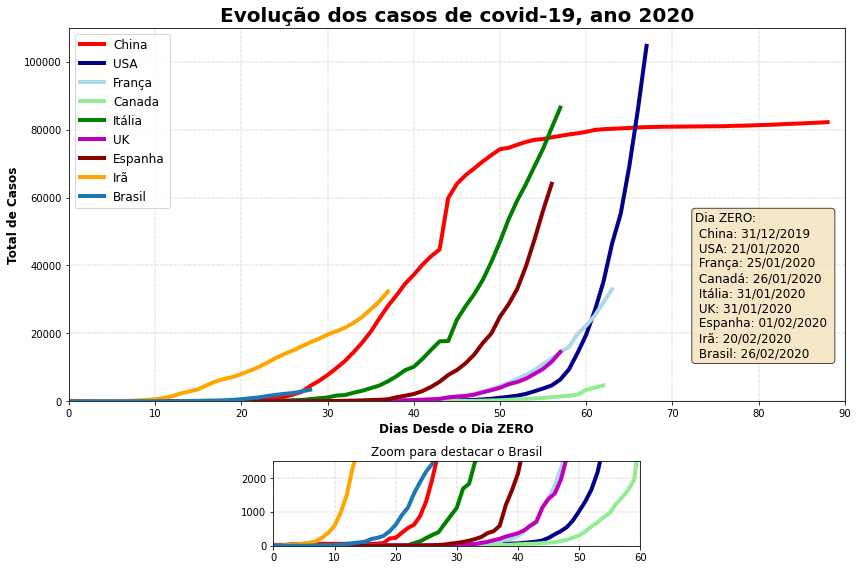 Evolução dos casos de covid-19, ano 2020
Total de Casos
100000
80000
60000
40000
20000
0
China
USA
França
Canada
Itália
UK
Espanha
Irã
Brasil
Dia ZERO:
China: 31/12/2019
USA: 21/01/2020
França: 25/01/2020
Canadá: 26/01/2020
Itália: 31/01/2020
UK: 31/01/2020
Espanha: 01/02/2020
Irã: 20/02/2020
Brasil: 26/02/2020
0 10 20 30 40 50 60 70 80 90
Dias Desde o Dia ZERO
Zoom para destacar o Brasil
2000
1000
0
0 10 20 30 40 50 60